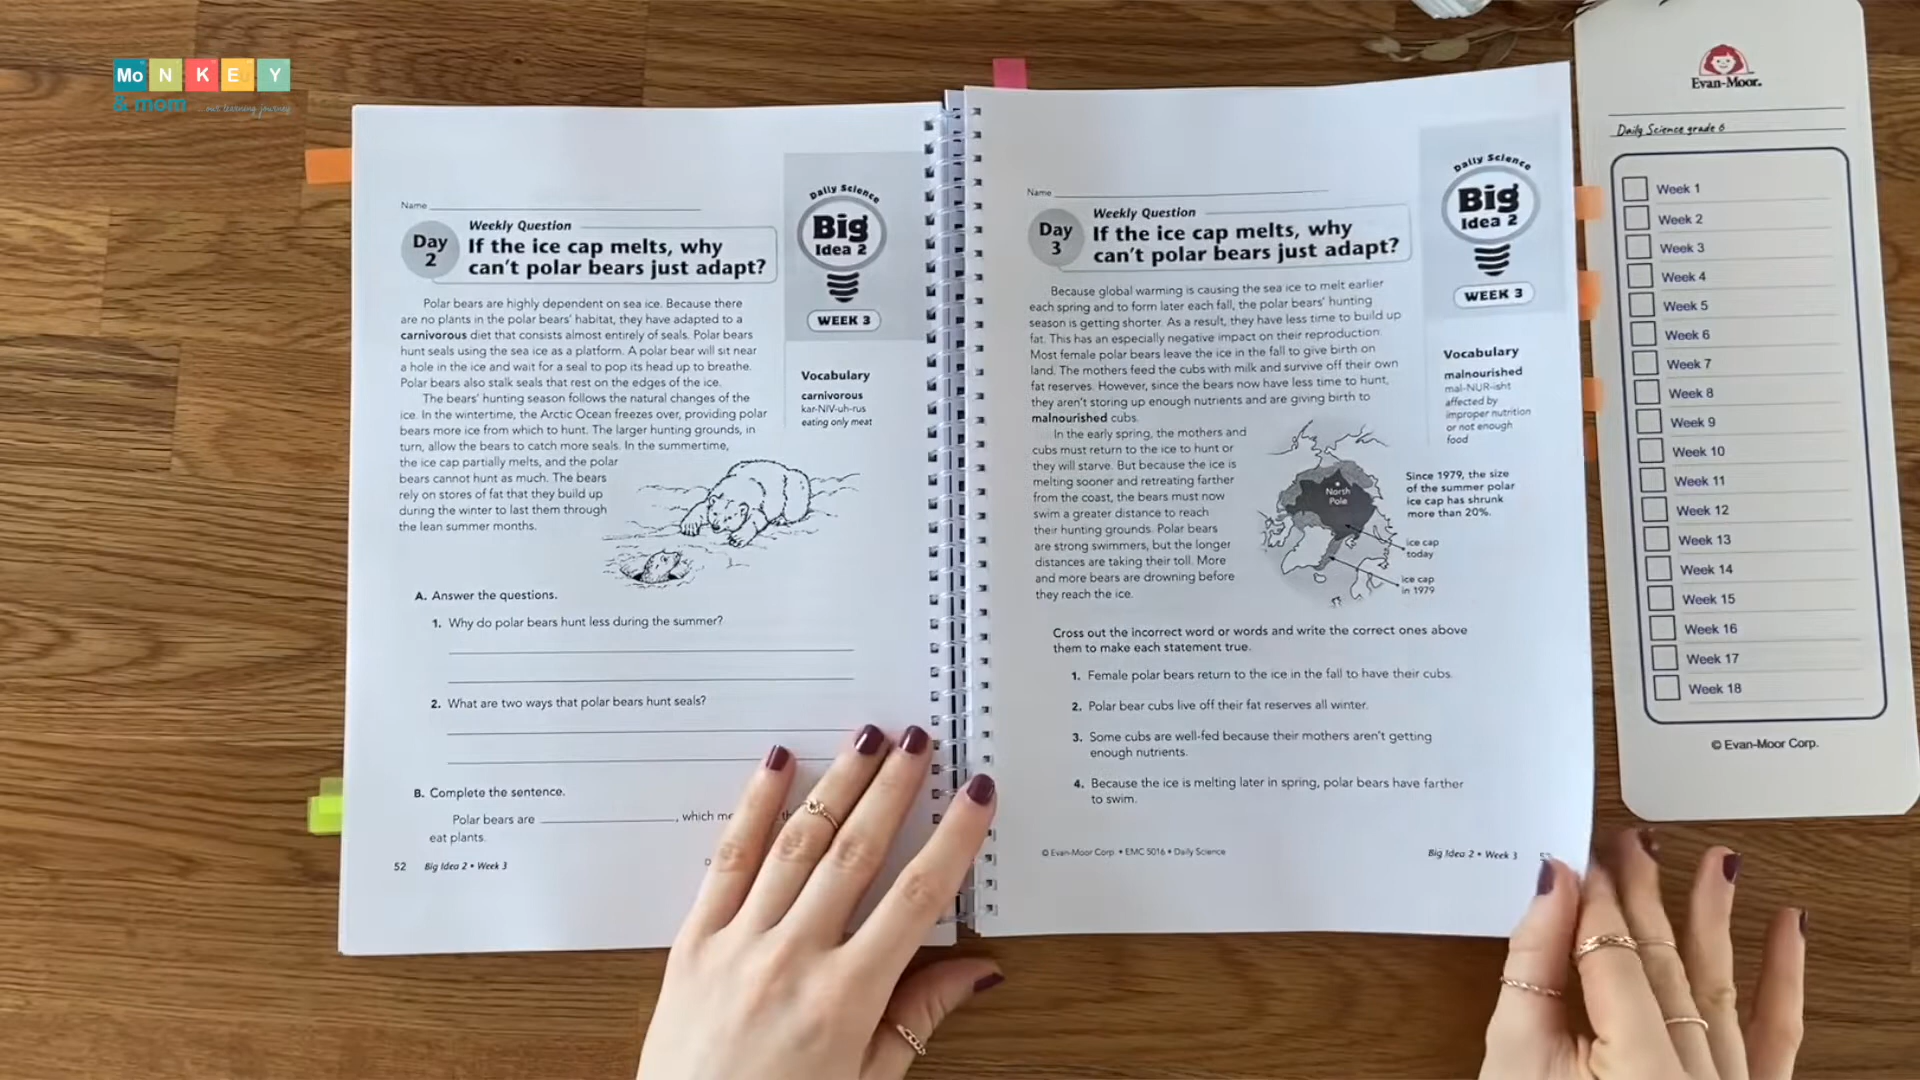 MoNKEY
& mom ... our learning journey
Name
Day
2
Weekly Question
If the ice cap melts, why
can't polar bears just adapt?
Daily Science
Big
Idea 2
WEEK 3
Polar bears are highly dependent on sea ice. Because there
are no plants in the polar bears' habitat, they have adapted to a
carnivorous diet that consists almost entirely of seals. Polar bears
hunt seals using the sea ice as a platform. A polar bear will sit near
a hole in the ice and wait for a seal to pop its head up to breathe.
Polar bears also stalk seals that rest on the edges of the ice.
The bears' hunting season follows the natural changes of the
ice. In the wintertime, the Arctic Ocean freezes over, providing polar
bears more ice from which to hunt. The larger hunting grounds, in
turn, allow the bears to catch more seals. In the summertime,
the ice cap partially melts, and the polar
bears cannot hunt as much. The bears
rely on stores of fat that they build up
during the winter to last them through
the lean summer months.
Vocabulary
carnivorous
kar-NIV-uh-rus
eating only meat
A. Answer the questions.
1. Why do polar bears hunt less during the summer?
2. What are two ways that polar bears hunt seals?
B. Complete the sentence.
Polar bears are , which
eat plants.
52 Big Idea 2 • Week 3
Name
Day
3
Weekly Question
If the ice cap melts, why
can't polar bears just adapt?
Daily Science
Big
Idea 2
WEEK 3
Because global warming is causing the sea ice to melt earlier
each spring and to form later each fall, the polar bears' hunting
season is getting shorter. As a result, they have less time to build up
fat. This has an especially negative impact on their reproduction.
Most female polar bears leave the ice in the fall to give birth on
land. The mothers feed the cubs with milk and survive off their own
fat reserves. However, since the bears now have less time to hunt,
they aren't storing up enough nutrients and are giving birth to
malnourished cubs.
In the early spring, the mothers and
cubs must return to the ice to hunt or
they will starve. But because the ice is
melting sooner and retreating farther
from the coast, the bears must now
swim a greater distance to reach
their hunting grounds. Polar bears
are strong swimmers, but the longer
distances are taking their toll. More
and more bears are drowning before
they reach the ice.
Vocabulary
malnourished
mal-NUR-isht
affected by
improper nutrition
or not enough
food
Since 1979, the size
of the summer polar
ice cap has shrunk
more than 20%.
North
Pole
ice cap
today
ice cap
in 1979
Cross out the incorrect word or words and write the correct ones above
them to make each statement true.
1. Female polar bears return to the ice in the fall to have their cubs.
2. Polar bear cubs live off their fat reserves all winter.
3. Some cubs are well-fed because their mothers aren't getting
enough nutrients.
4. Because the ice is melting later in spring, polar bears have farther
to swim.
© Evan-Moor Corp. • EMC 5016 • Daily Science
Big Idea 2 • Week 3
Evan-Moor.
Daily Science grade 6
Week 1
Week 2
Week 3
Week 4
Week 5
Week 6
Week 7
Week 8
Week 9
Week 10
Week 11
Week 12
Week 13
Week 14
Week 15
Week 16
Week 17
Week 18
© Evan-Moor Corp.